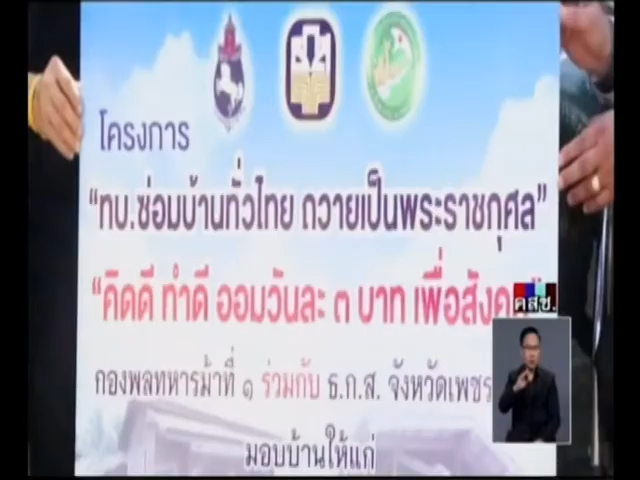 โครงการ
"ทบ.ซ่อมบ้านทั่วไทย ถวายเป็นพระราชกุศล"
"คิดดี ทำดี ออมวันละ ๓ บาท เพื่อสังคม"
คสช.
กองพลทหารม้าที่ ๑ ร่วมกับ ธ.ก.ส. จังหวัดเพชร
มอบบ้านให้แก่